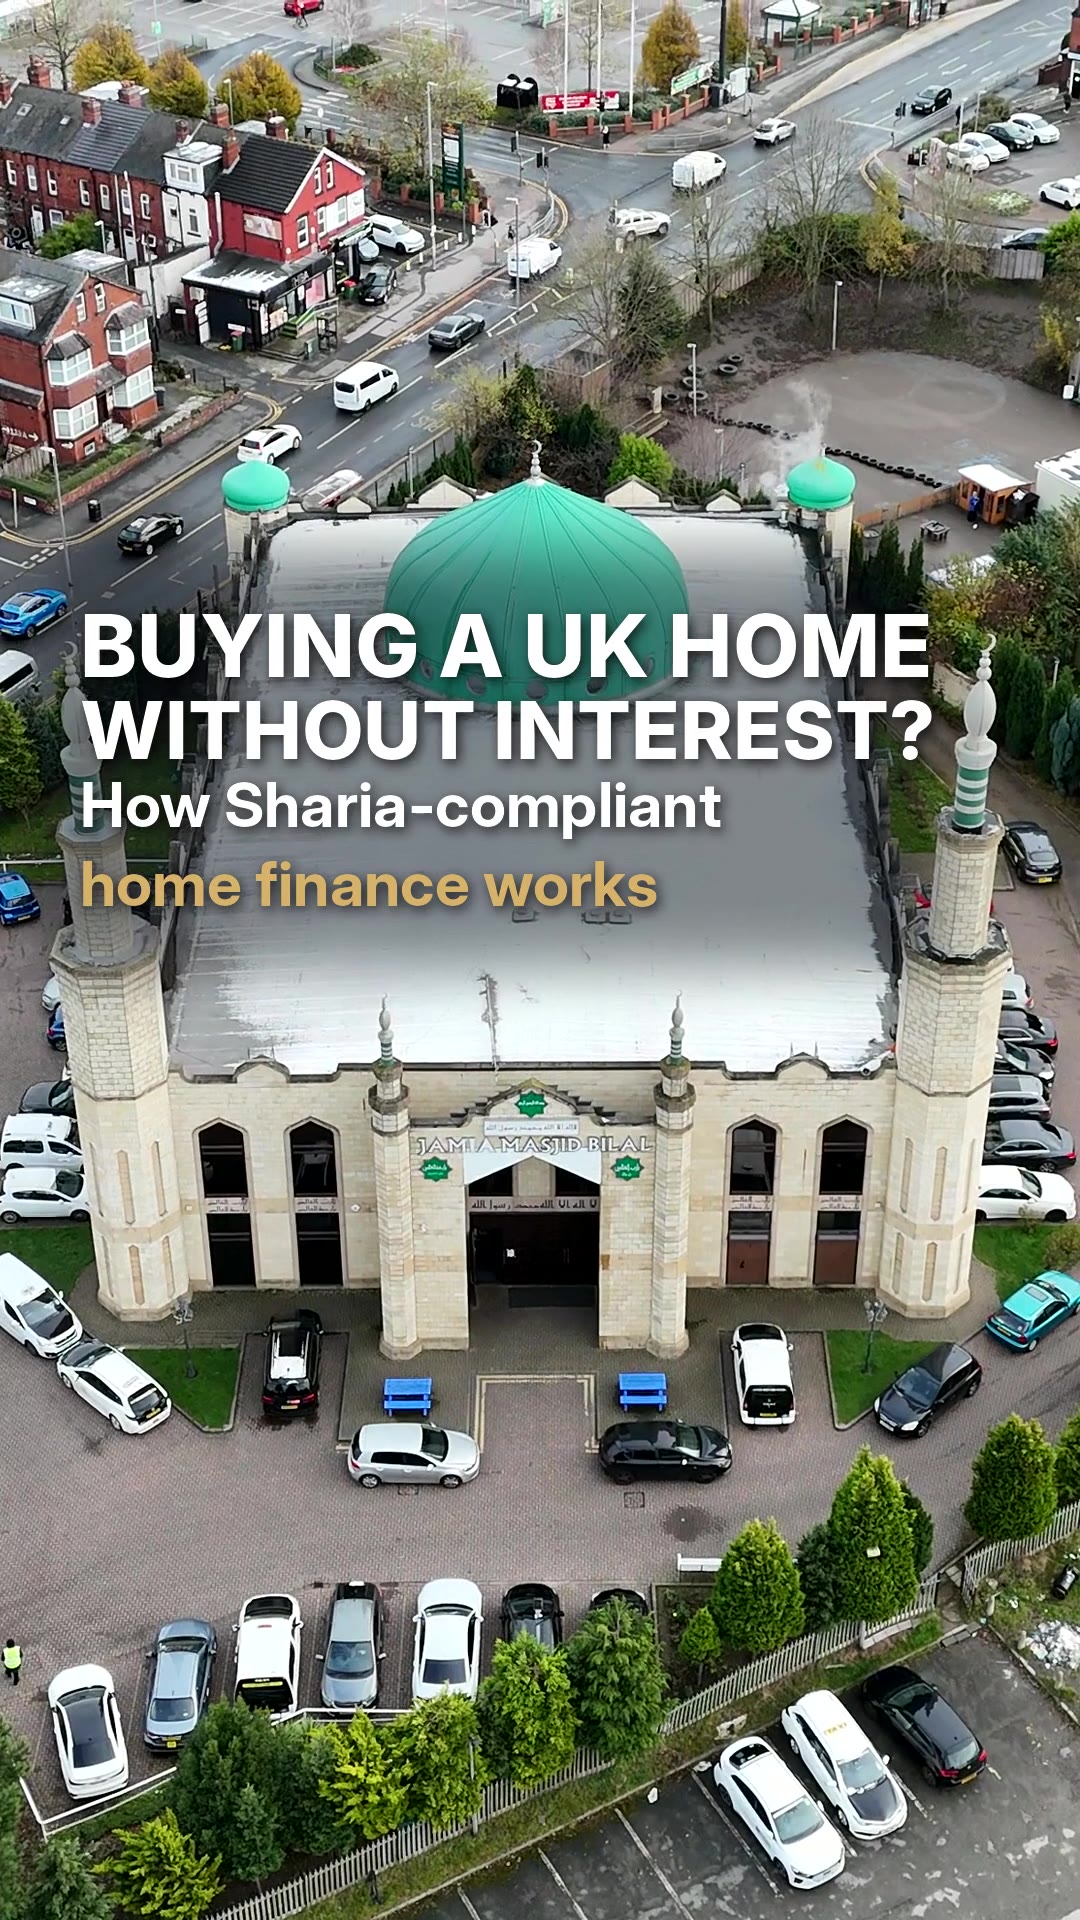 BUYING A UK HOME
WITHOUT INTEREST?
How Sharia-compliant
home finance works
JAMIA MASJID BILAL